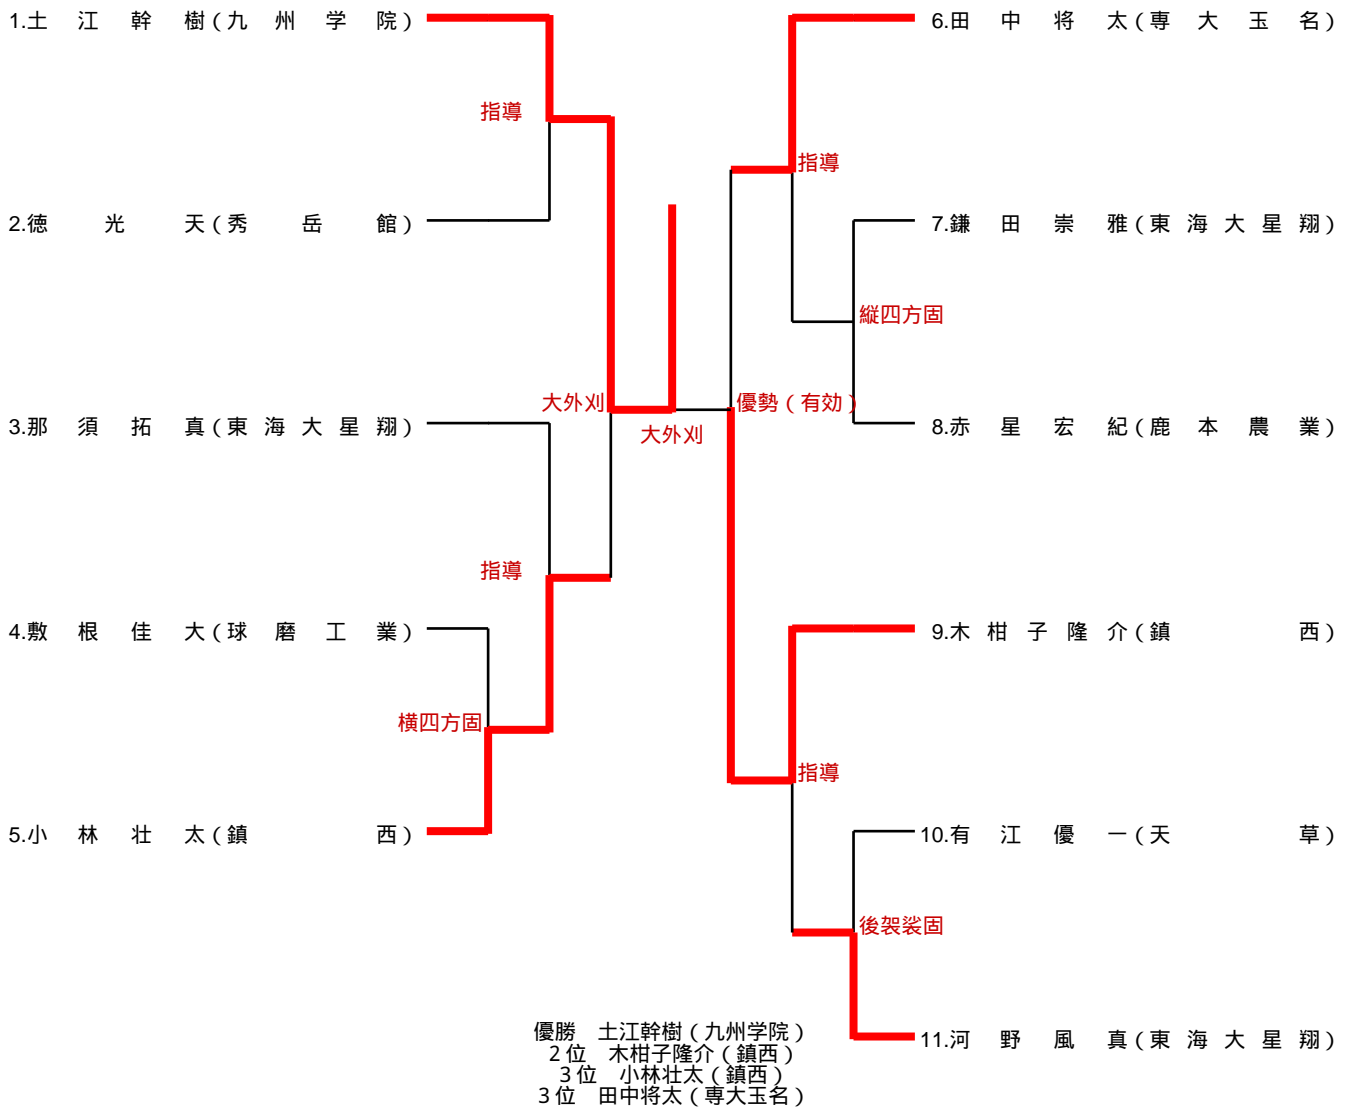 1.土江幹樹(九州学院)
指導
2.徳光天(秀岳館)
3.那須拓真(東海大星翔)
大外刈
大外刈
指導
4.敷根佳大(球磨工業)
横四方固
5.小林壮太(鎮西)
6.田中将太(専大玉名)
指導
7.鎌田崇雅(東海大星翔)
縦四方固
優勢(有効)
8.赤星宏紀(鹿本農業)
9.木柑子隆介(鎮西)
指導
10.有江優一(天草)
後袈裟固
11.河野風真(東海大星翔)
優勝 土江幹樹(九州学院)
2位 木柑子隆介(鎮西)
3位 小林壮太(鎮西)
3位 田中将太(専大玉名)